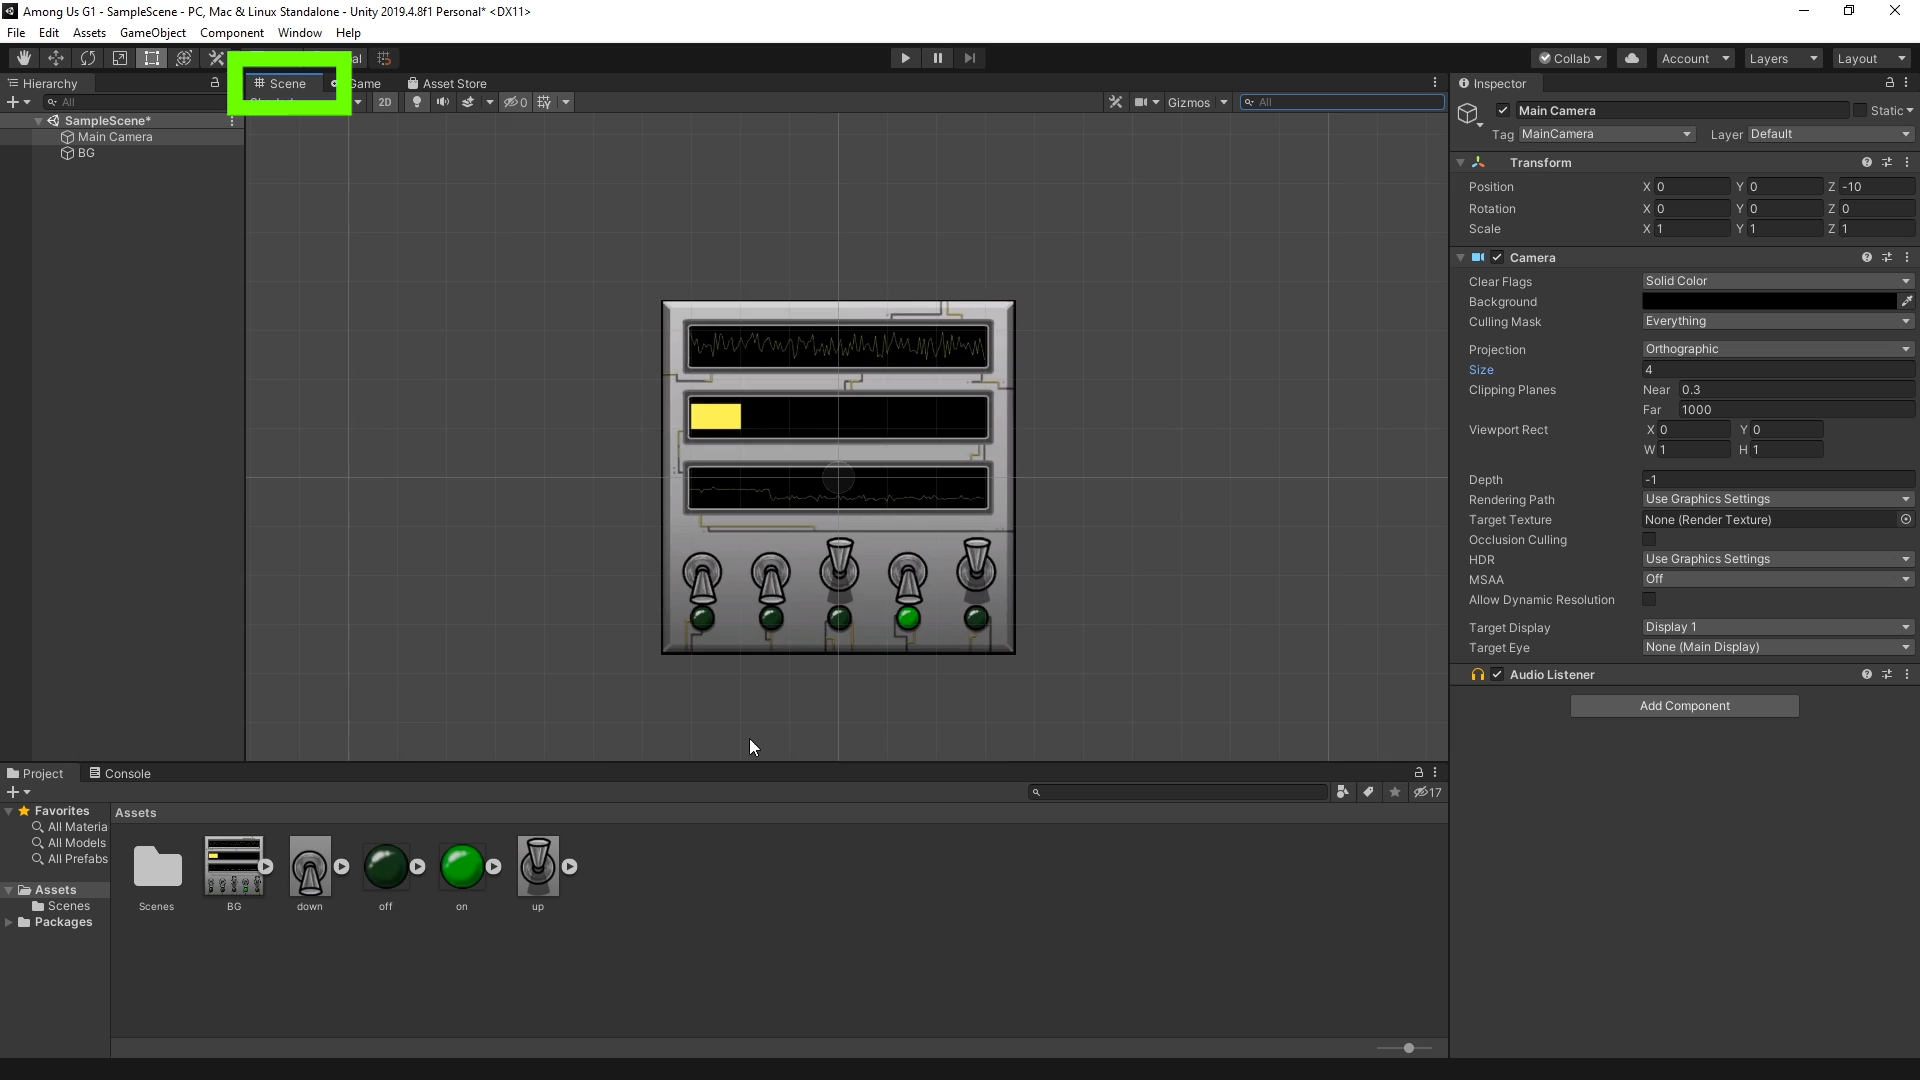 Among Us G1 - SampleScene - PC, Mac & Linux Standalone - Unity 2019.4.8f1 Personal* <DX11>
File Edit Assets GameObject Component Window Help
Collab Account Layers Layout
Hierarchy Scene Game Asset Store Inspector
All 2D 0 Gizmos All
SampleScene*
Main Camera
BG
Main Camera Static
Tag MainCamera Layer Default
Transform
Position X 0 Y 0 Z -10
Rotation X 0 Y 0 Z 0
Scale X 1 Y 1 Z 1
Camera
Clear Flags Solid Color
Background
Culling Mask Everything
Projection Orthographic
Size 4
Clipping Planes Near 0.3
Far 1000
Viewport Rect X 0 Y 0
W 1 H 1
Depth -1
Rendering Path Use Graphics Settings
Target Texture None (Render Texture)
Occlusion Culling
HDR Use Graphics Settings
MSAA Off
Allow Dynamic Resolution
Target Display Display 1
Target Eye None (Main Display)
Audio Listener
Add Component
Project Console
17
Favorites
All Materia
All Models
All Prefabs
Assets
Scenes
Packages
Assets
Scenes BG down off on up